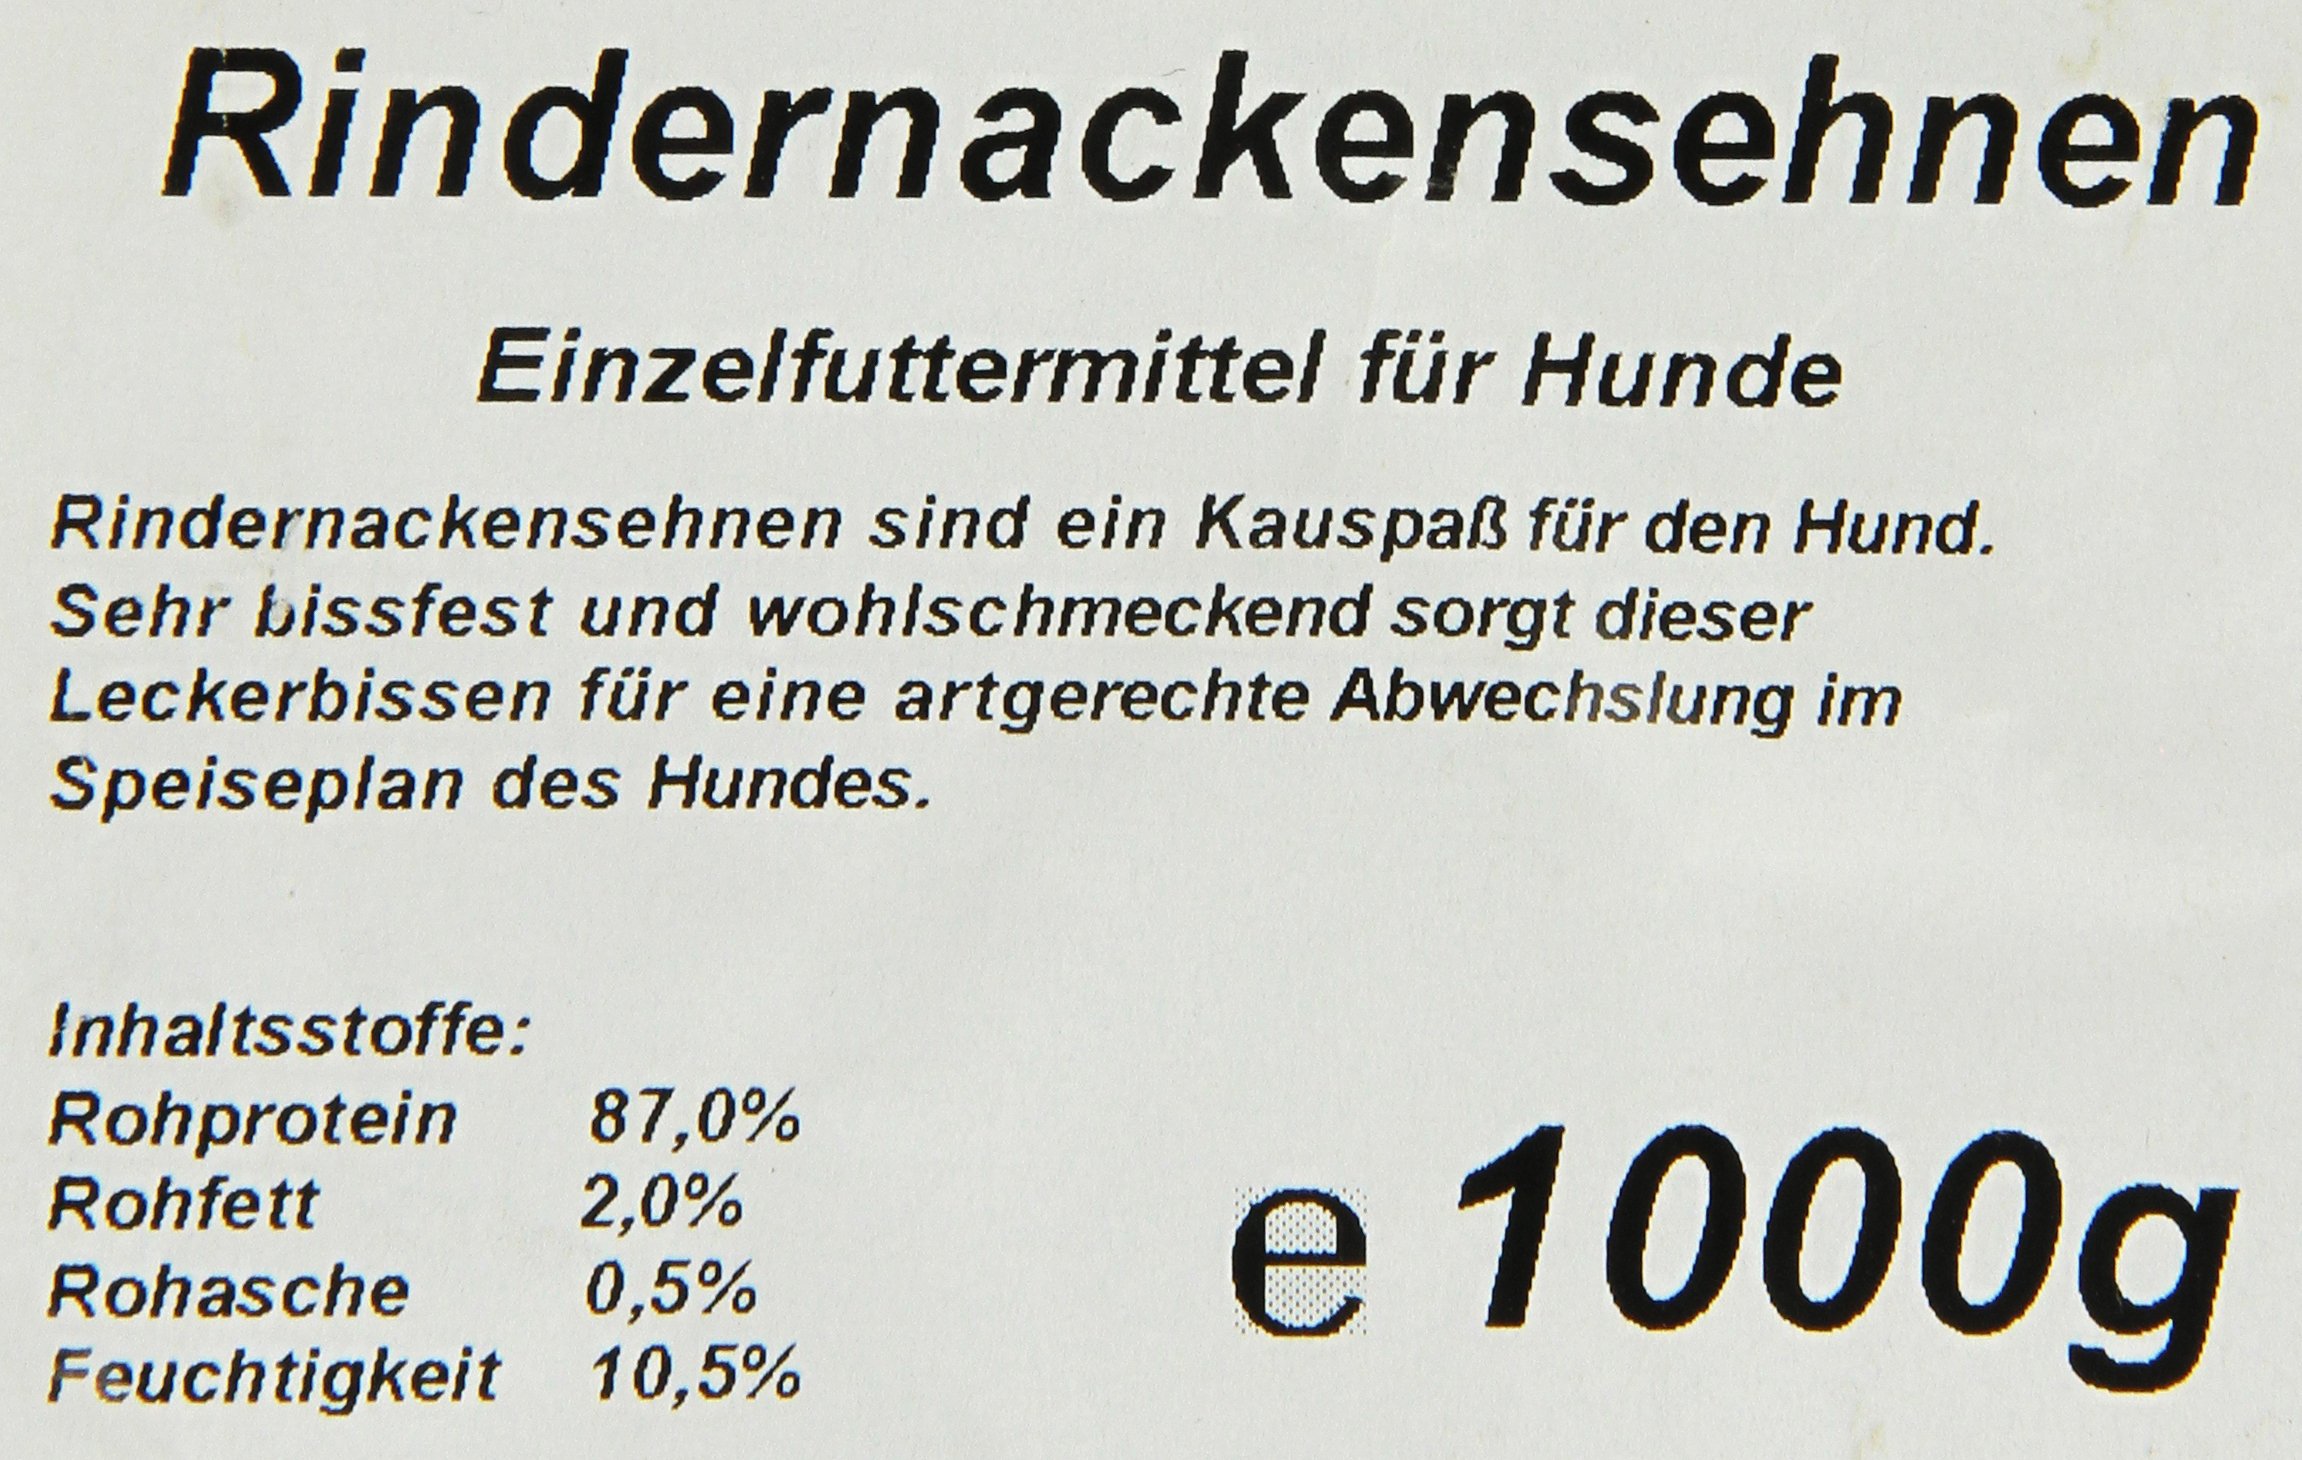 Rindernackensehnen
Einzelfuttermittel für Hunde
Rindernackensehnen sind ein Kauspaß für den Hund.
Sehr bissfest und wohlschmeckend sorgt dieser
Leckerbissen für eine artgerechte Abwechslung im
Speiseplan des Hundes.
Inhaltsstoffe:
Rohprotein 87,0%
Rohfett 2,0%
Rohasche 0,5%
Feuchtigkeit 10,5%
e 1000g